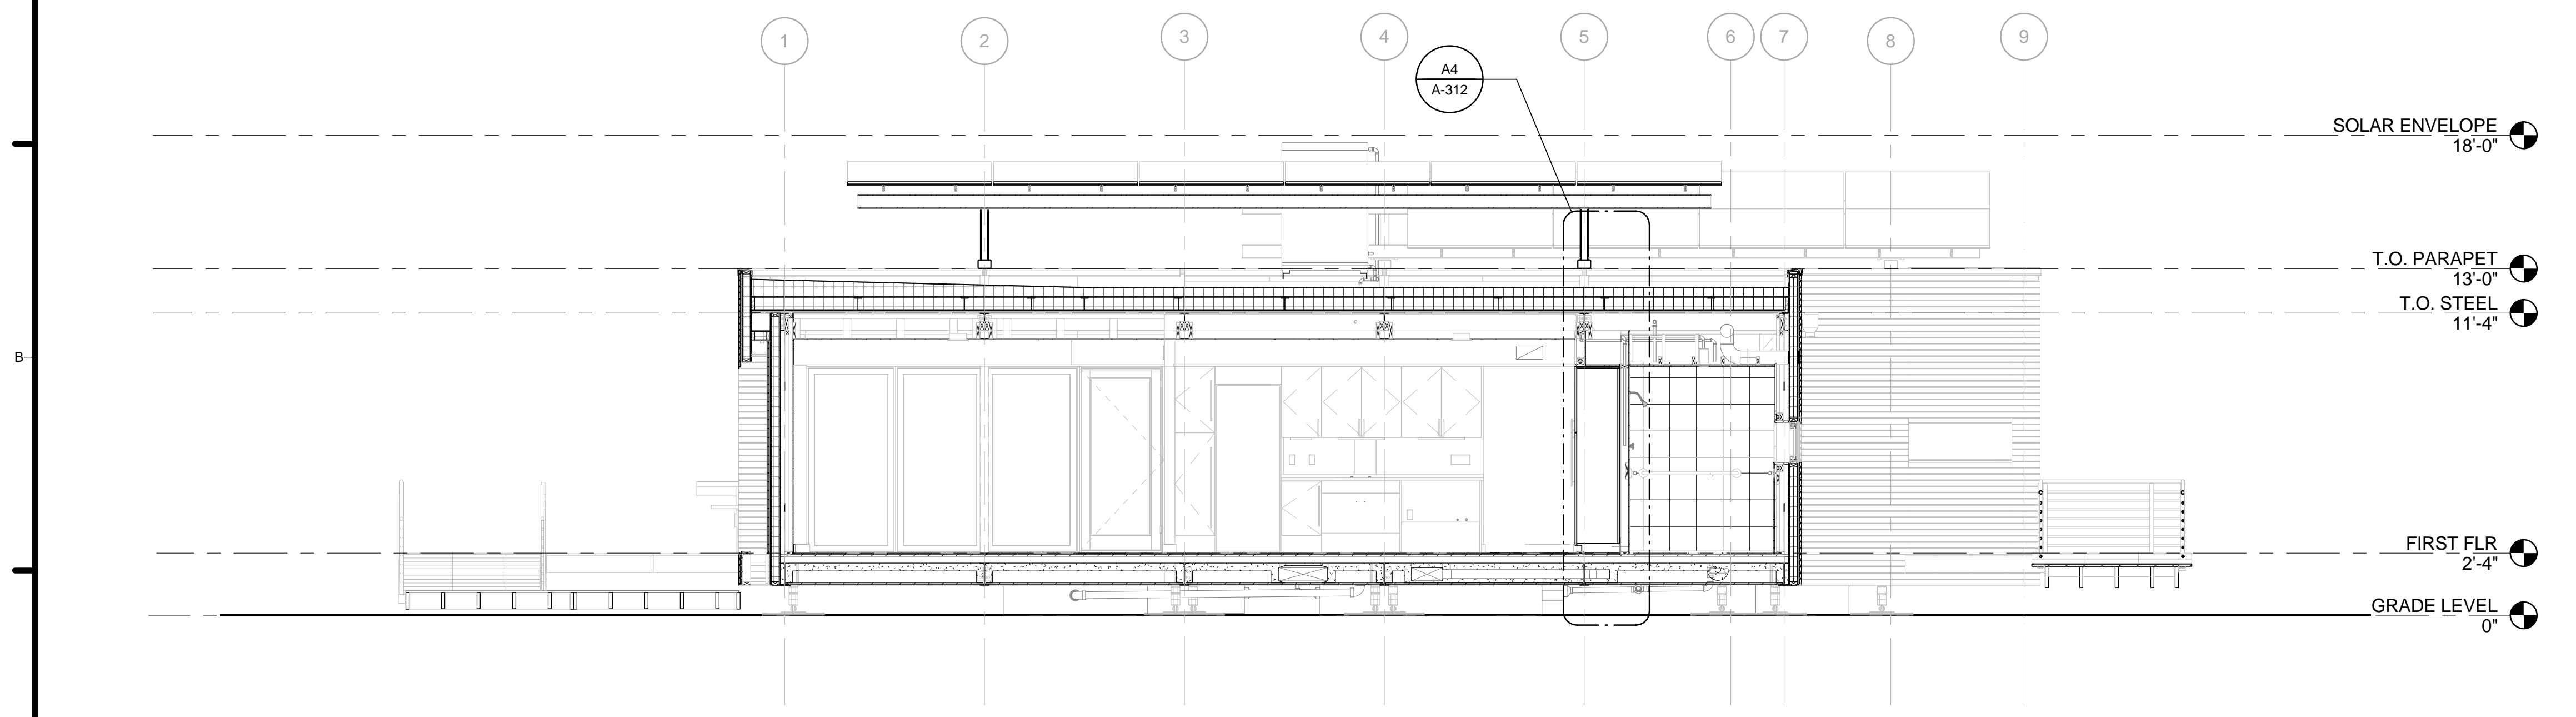 1 2 3 4 5 6 7 8 9
A4
A-312
SOLAR ENVELOPE
18'-0"
T.O. PARAPET
13'-0"
T.O. STEEL
11'-4"
B
FIRST FLR
2'-4"
GRADE LEVEL
0"